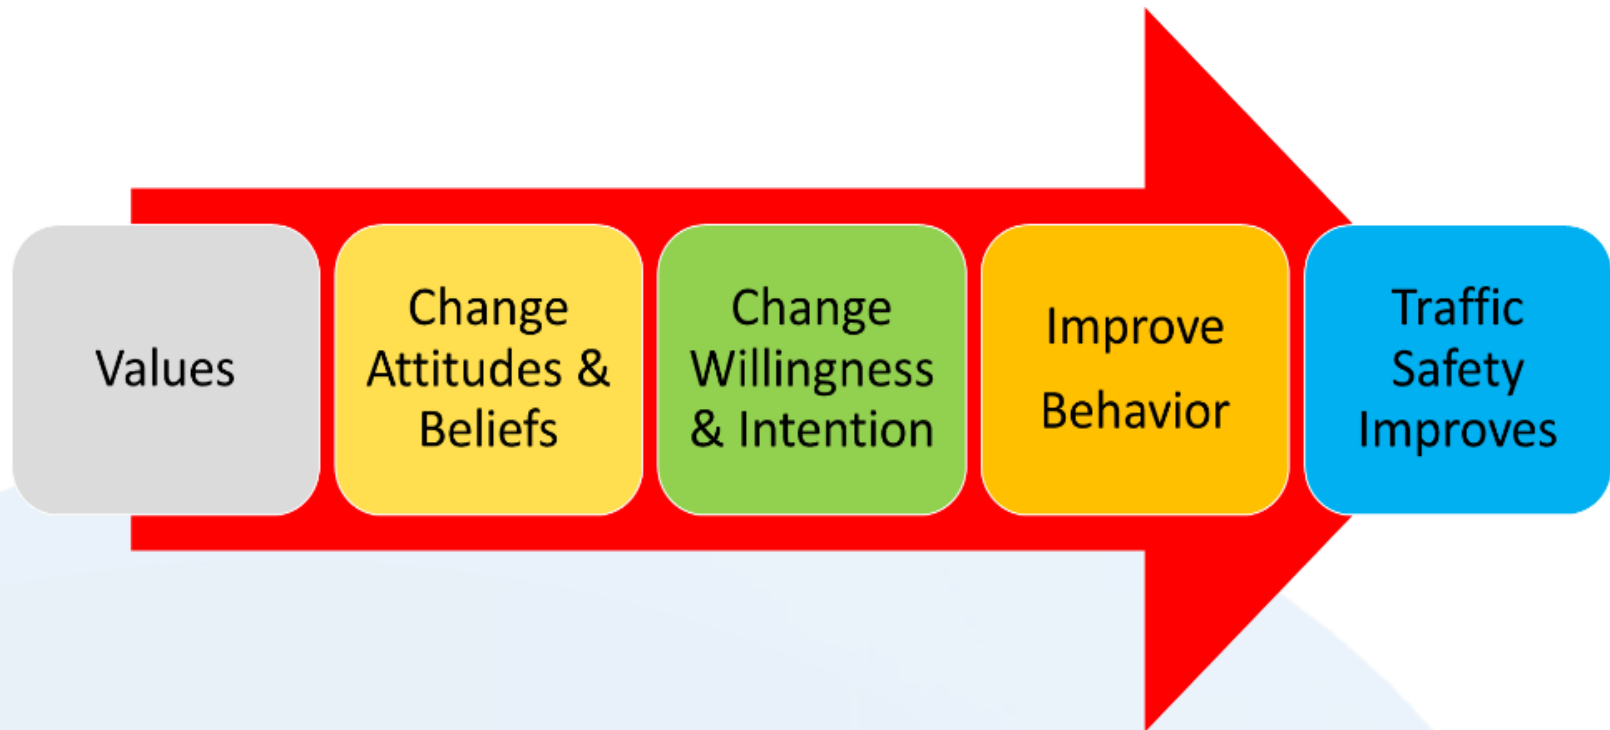 Values
Change
Attitudes &
Beliefs
Change
Willingness
& Intention
Improve
Behavior
Traffic
Safety
Improves